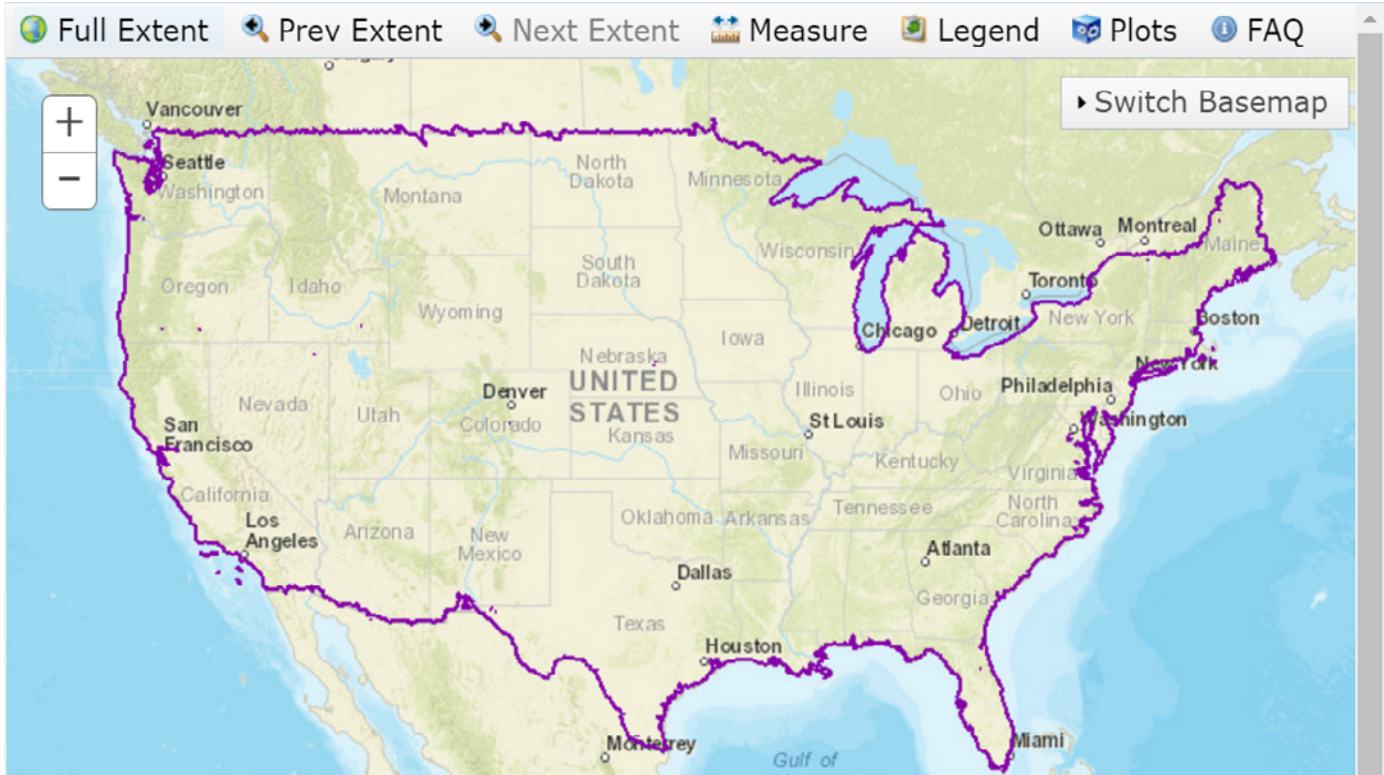 Full Extent Prev Extent Next Extent Measure Legend Plots FAQ
Switch Basemap
+
−
Vancouver
Seattle
Washington
Montana
North
Dakota
Minnesota
Ottawa
Montreal
Maine
Wisconsin
Oregon
Idaho
South
Dakota
Toronto
Wyoming
New York
Boston
Chicago
Detroit
Iowa
Nebraska
New York
UNITED
STATES
Denver
Illinois
Ohio
Philadelphia
Nevada
Utah
Colorado
Kansas
St Louis
Washington
San
Francisco
Missouri
Kentucky
Virginia
California
Los
Angeles
Arizona
New
Mexico
Oklahoma
Arkansas
Tennessee
North
Carolina
Atlanta
Dallas
Georgia
Texas
Houston
Monterrey
Miami
Gulf of